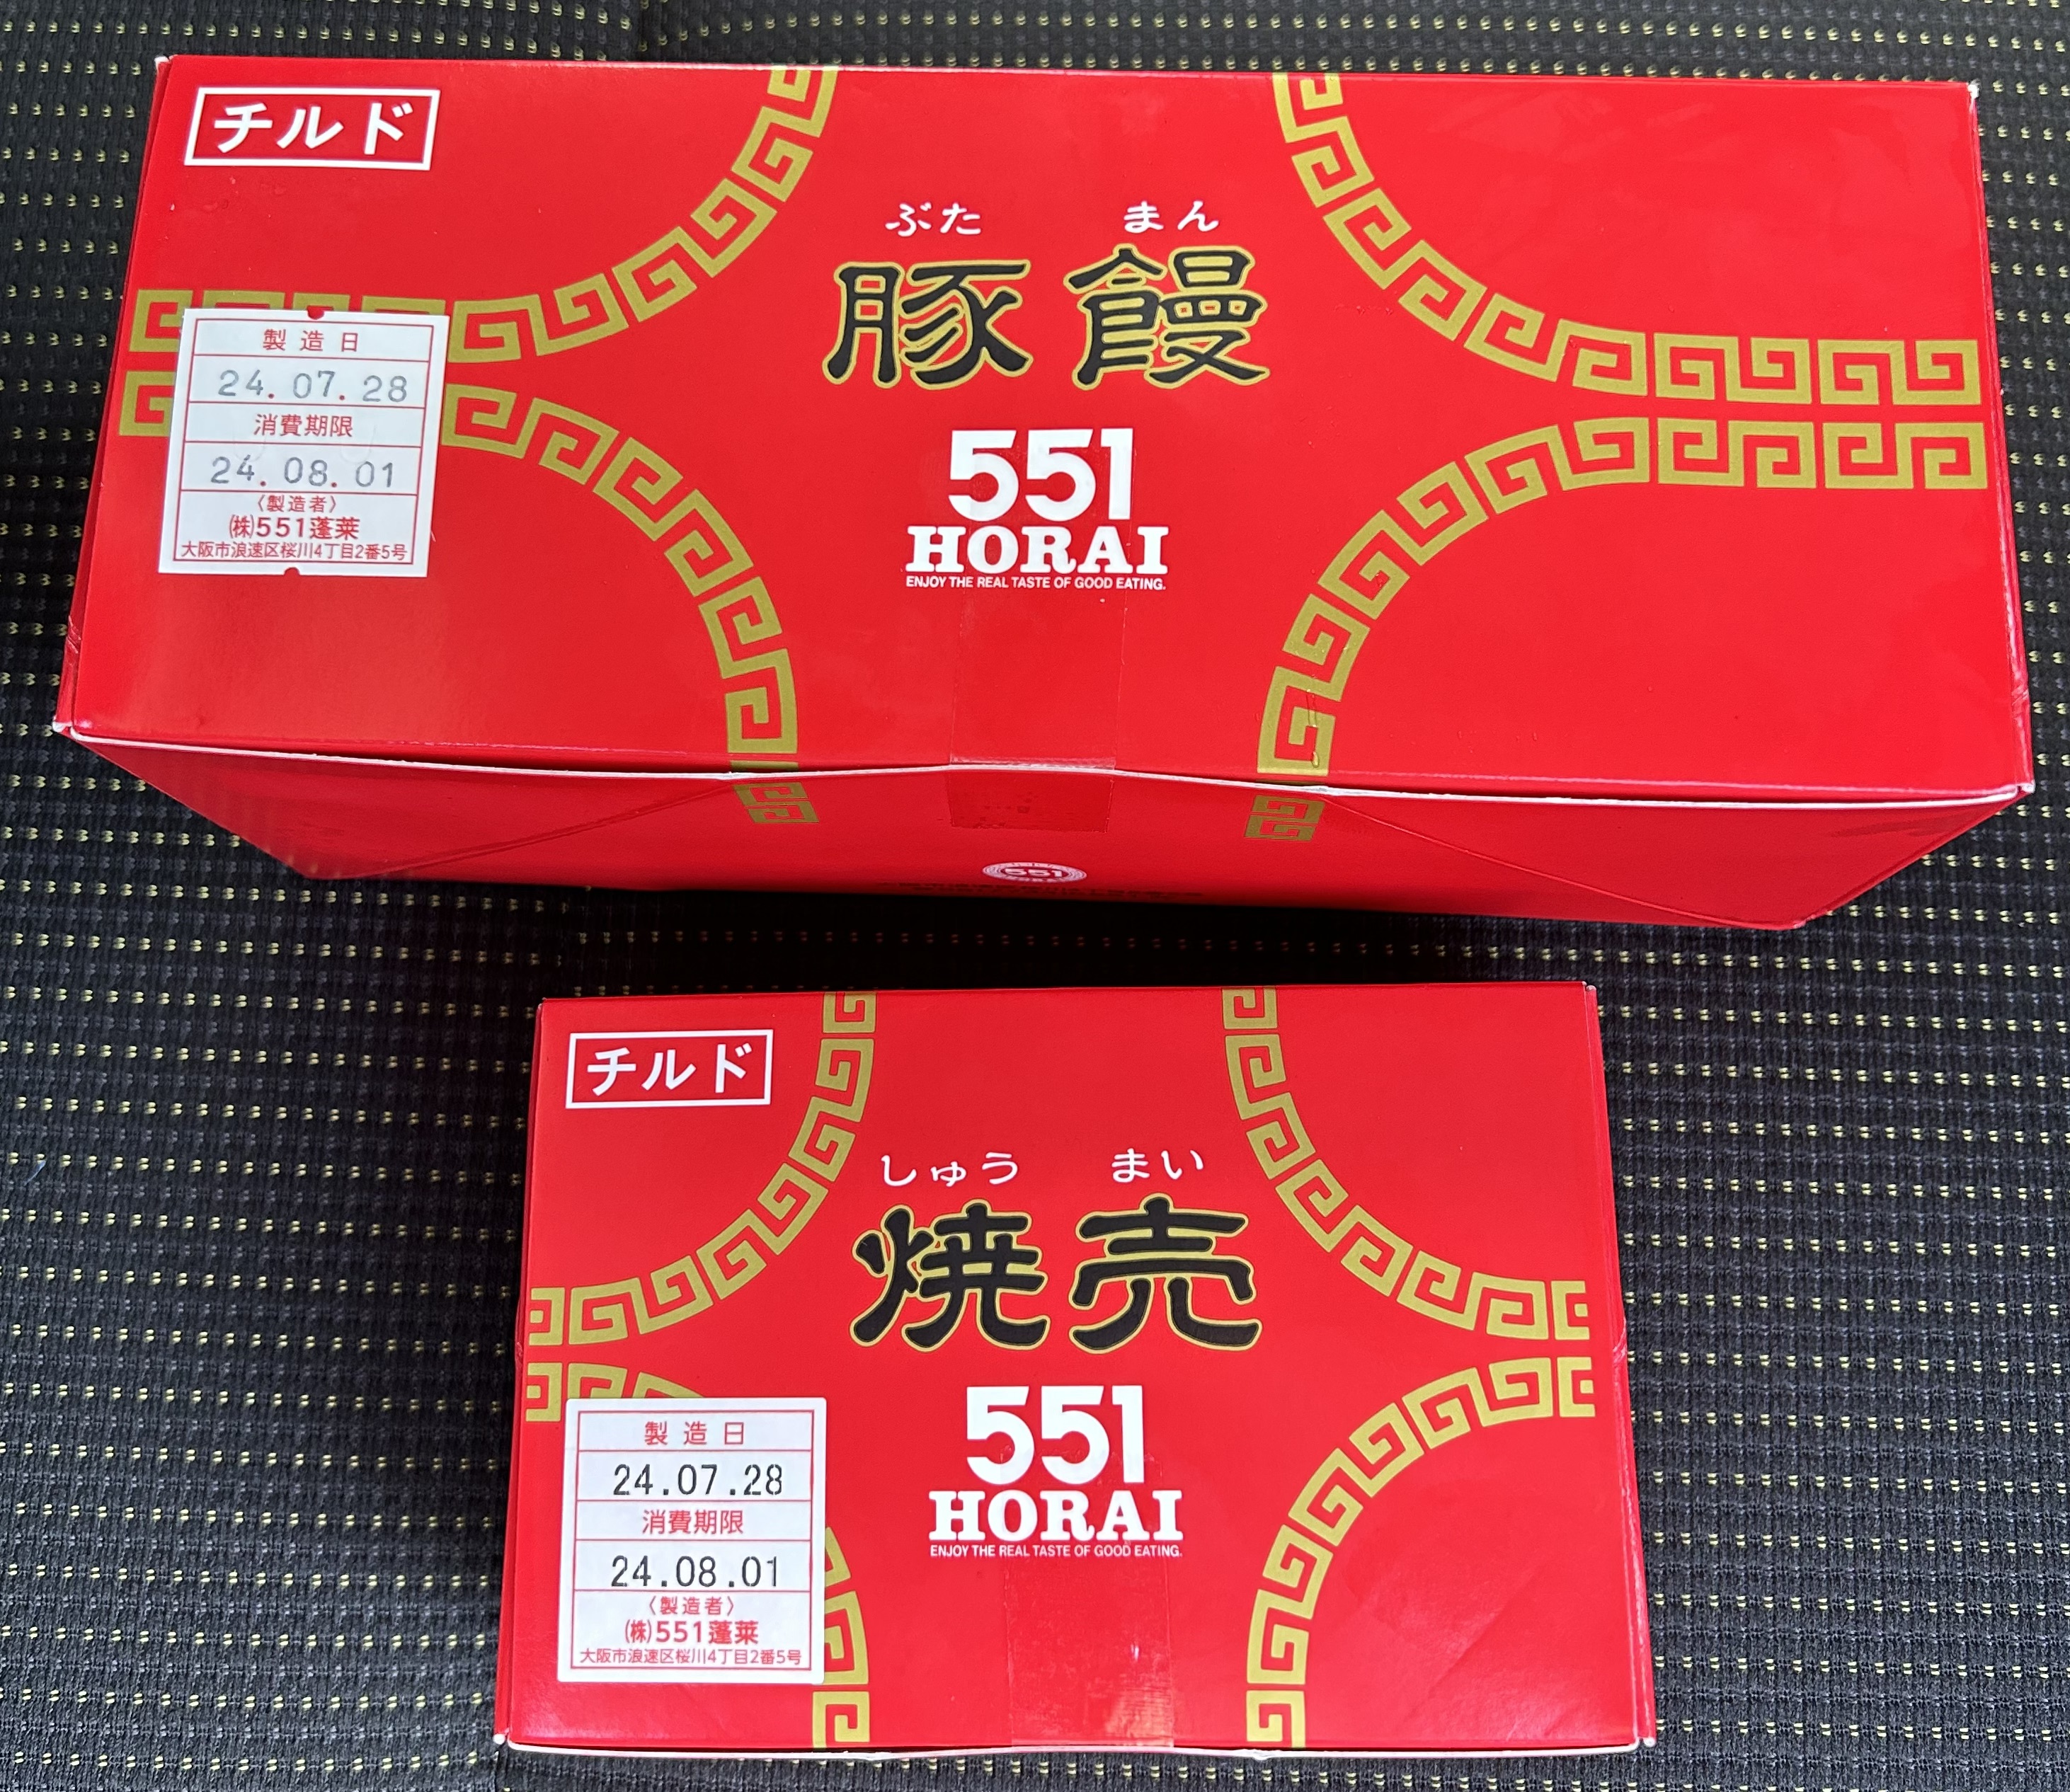 チルド
ぶた まん
豚饅
551
HORAI
ENJOY THE REAL TASTE OF GOOD EATING.
製造日
24.07.28
消費期限
24.08.01
〈製造者〉
㈱551蓬莱
大阪市浪速区桜川4丁目2番5号
551
HORAI
チルド
しゅう まい
焼売
551
HORAI
ENJOY THE REAL TASTE OF GOOD EATING.
製造日
24.07.28
消費期限
24.08.01
〈製造者〉
㈱551蓬莱
大阪市浪速区桜川4丁目2番5号